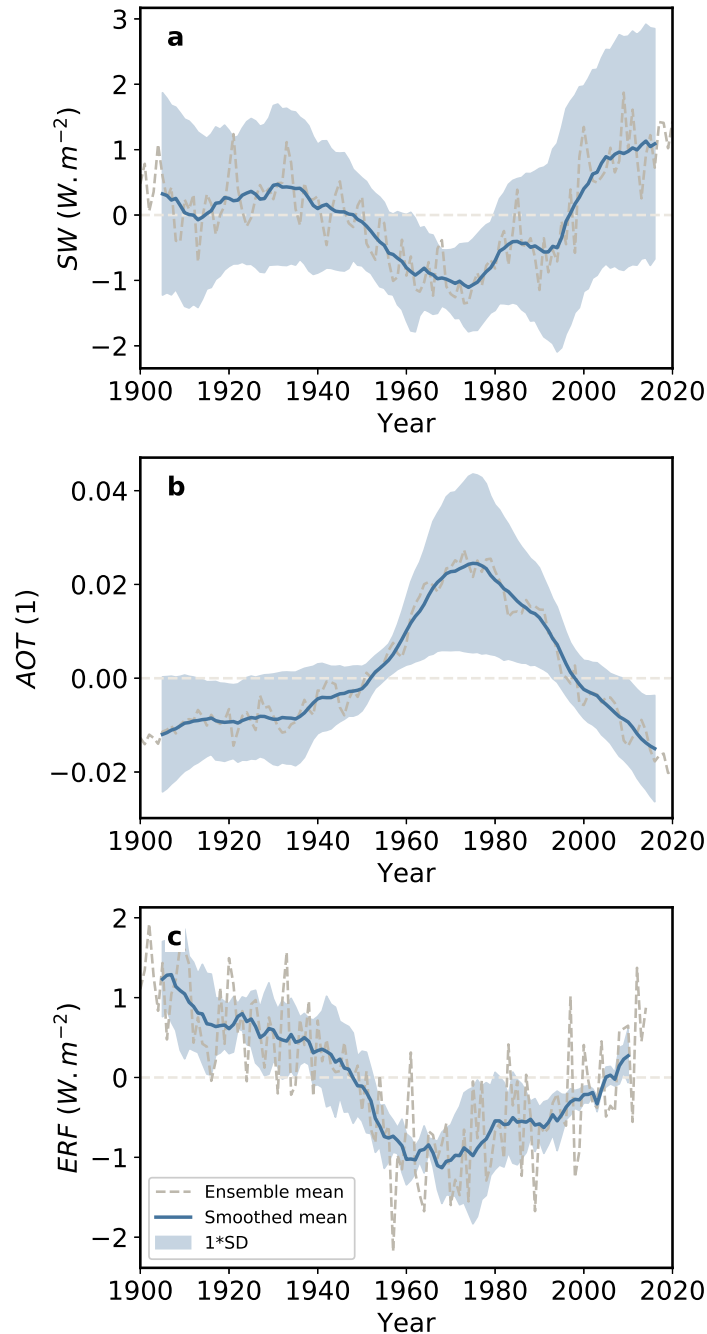 a
3
2
1
0
−1
−2
SW (W. m−2)
1900 1920 1940 1960 1980 2000 2020
Year
b
0.04
0.02
0.00
−0.02
AOT (1)
1900 1920 1940 1960 1980 2000 2020
Year
c
2
1
0
−1
−2
ERF (W. m−2)
Ensemble mean
Smoothed mean
1*SD
1900 1920 1940 1960 1980 2000 2020
Year